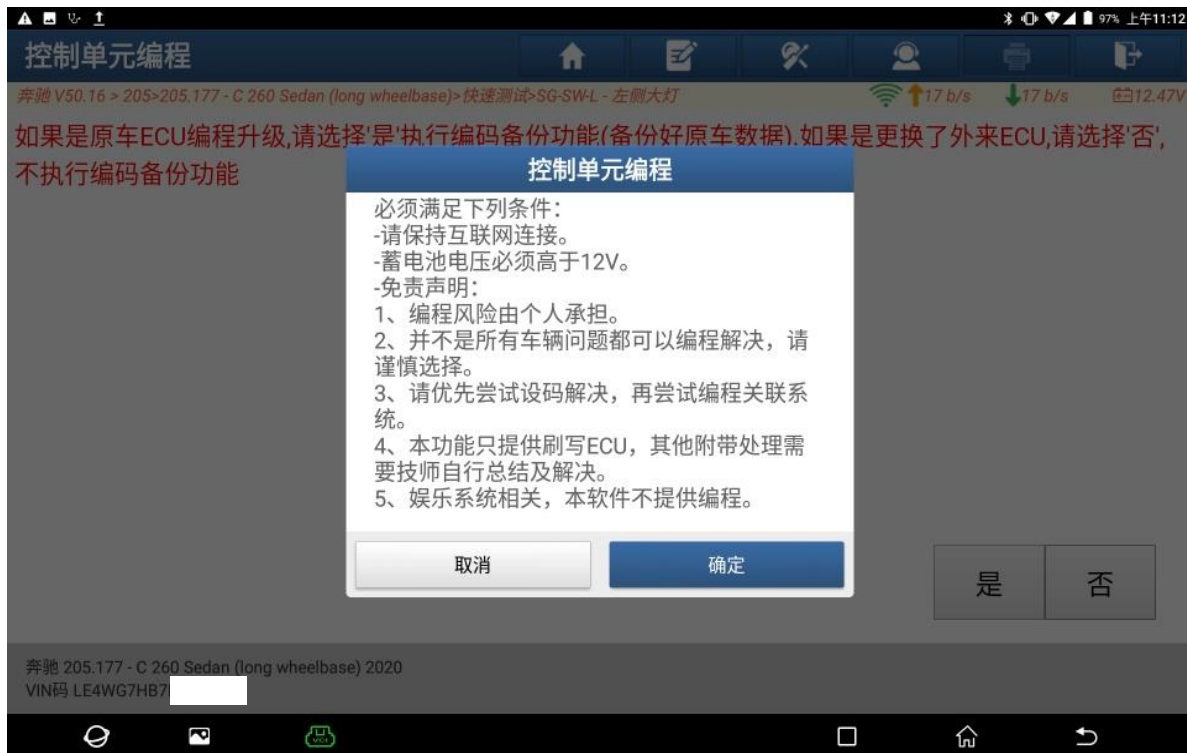 97% 上午11:12
控制单元编程
奔驰 V50.16 > 205>205.177 - C 260 Sedan (long wheelbase)>快速测试>SG-SW-L - 左侧大灯
17 b/s 17 b/s 12.47V
如果是原车ECU编程升级,请选择'是'执行编码备份功能(备份好原车数据).如果是更换了外来ECU,请选择'否',
不执行编码备份功能
控制单元编程
必须满足下列条件：
-请保持互联网连接。
-蓄电池电压必须高于12V。
-免责声明：
1、编程风险由个人承担。
2、并不是所有车辆问题都可以编程解决，请
谨慎选择。
3、请优先尝试设码解决，再尝试编程关联系
统。
4、本功能只提供刷写ECU，其他附带处理需
要技师自行总结及解决。
5、娱乐系统相关，本软件不提供编程。
取消
确定
是
否
奔驰 205.177 - C 260 Sedan (long wheelbase) 2020
VIN码 LE4WG7HB7